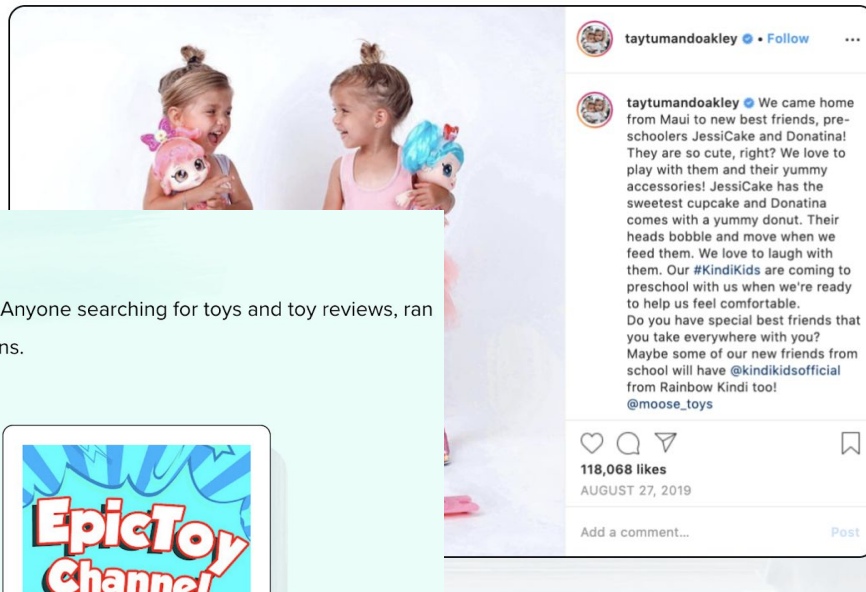 taytumandoakley • Follow
taytumandoakley We came home
from Maui to new best friends, pre-
schoolers JessiCake and Donatina!
They are so cute, right? We love to
play with them and their yummy
accessories! JessiCake has the
sweetest cupcake and Donatina
comes with a yummy donut. Their
heads bobble and move when we
feed them. We love to laugh with
them. Our #KindiKids are coming to
preschool with us when we're ready
to help us feel comfortable.
Do you have special best friends that
you take everywhere with you?
Maybe some of our new friends from
school will have @kindikidsofficial
from Rainbow Kindi too!
@moose_toys
118,068 likes
AUGUST 27, 2019
Add a comment... Post
Anyone searching for toys and toy reviews, ran
ns.
EpicToy
Channel